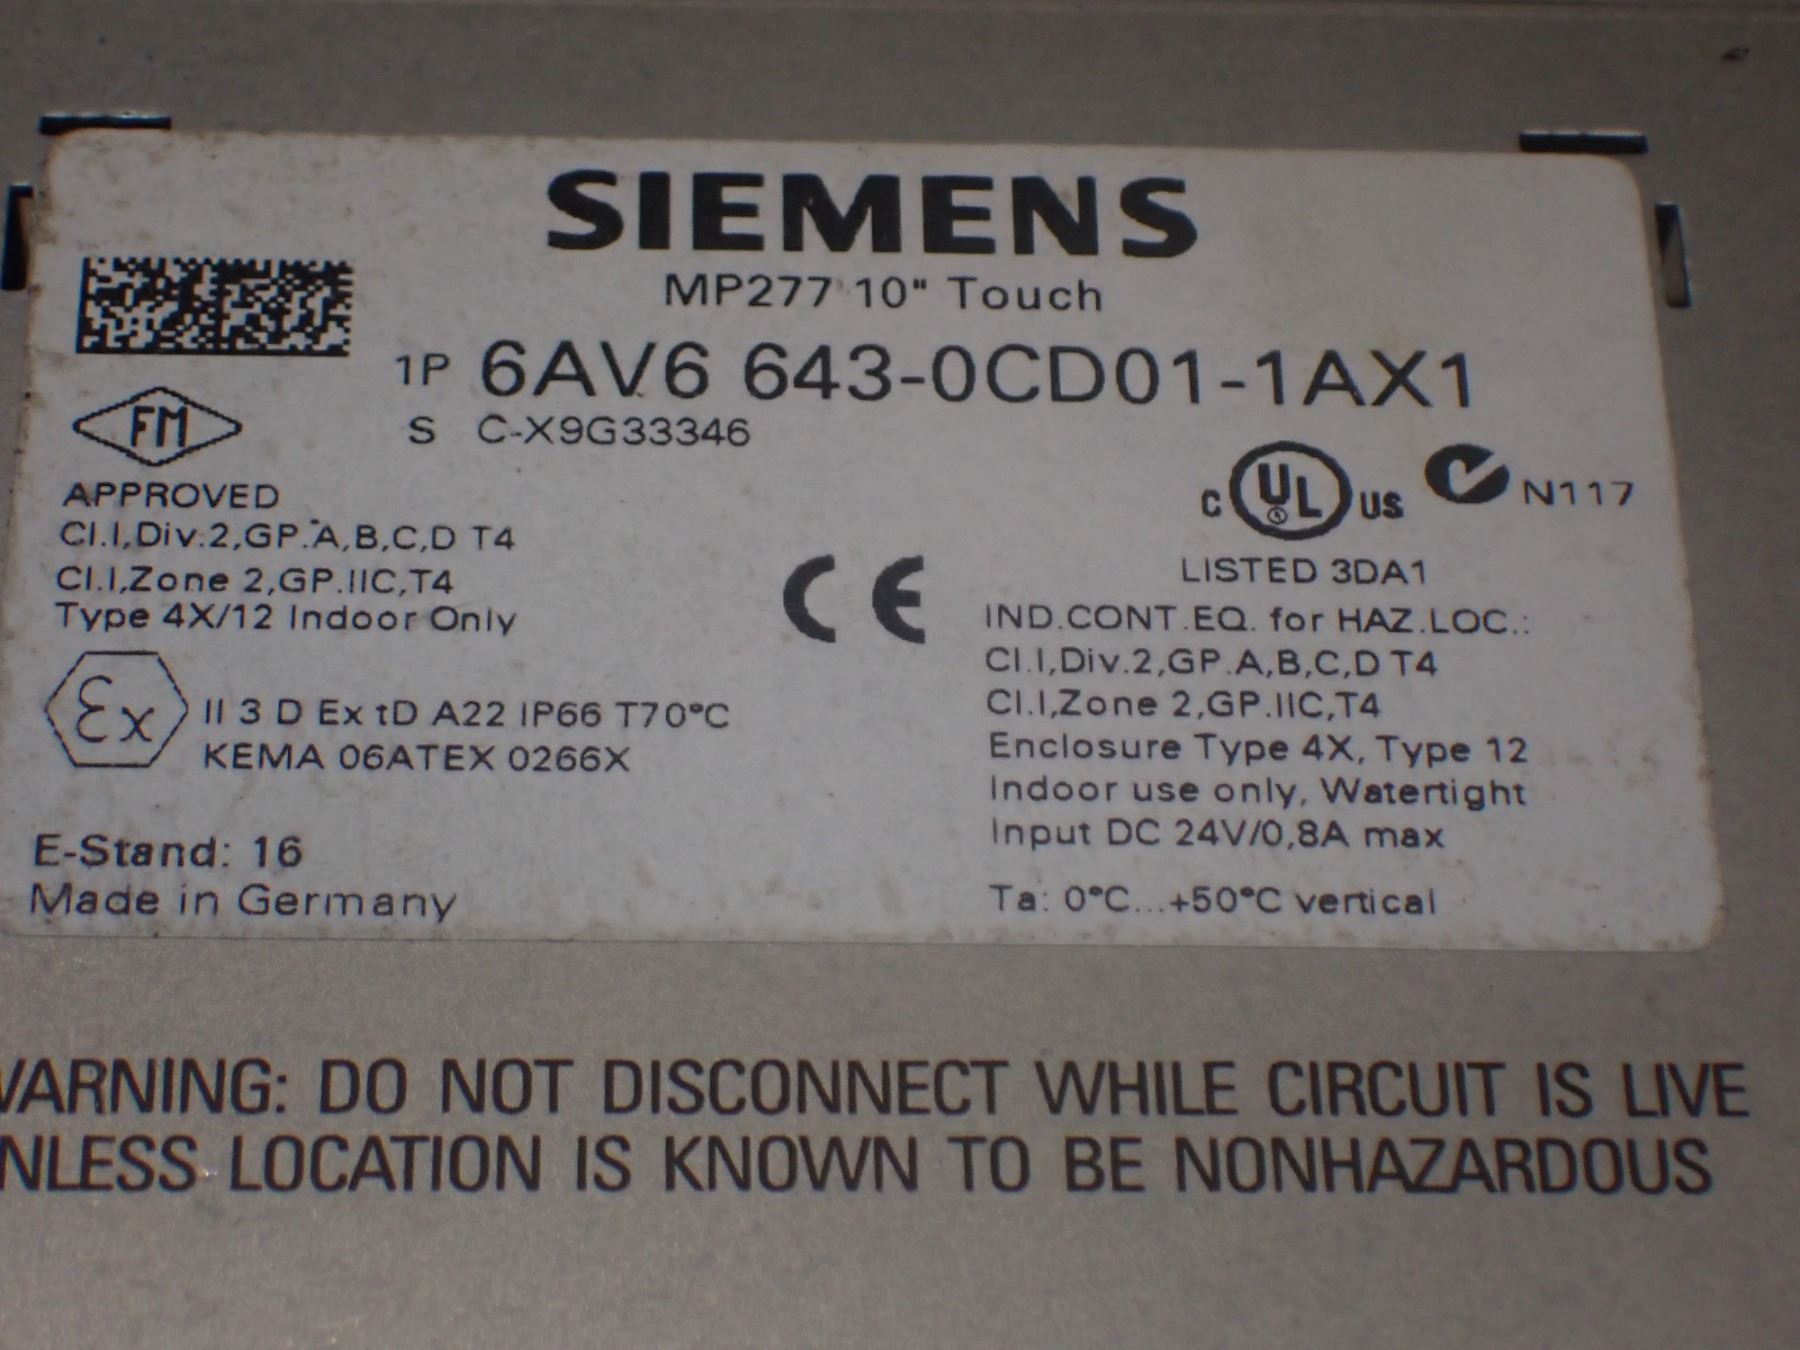 SIEMENS
MP277 10" Touch
1P 6AV6 643-0CD01-1AX1
S C-X9G33346
FM
APPROVED
Cl.I,Div.2,GP.A,B,C,D T4
Cl.I,Zone 2,GP.IIC,T4
Type 4X/12 Indoor Only
Ex II 3 D Ex tD A22 IP66 T70°C
KEMA 06ATEX 0266X
E-Stand: 16
Made in Germany
CE
C UL US N117
LISTED 3DA1
IND.CONT.EQ. for HAZ.LOC.:
Cl.I,Div.2,GP.A,B,C,D T4
Cl.I,Zone 2,GP.IIC,T4
Enclosure Type 4X, Type 12
Indoor use only, Watertight
Input DC 24V/0,8A max
Ta: 0°C...+50°C vertical
WARNING: DO NOT DISCONNECT WHILE CIRCUIT IS LIVE
UNLESS LOCATION IS KNOWN TO BE NONHAZARDOUS